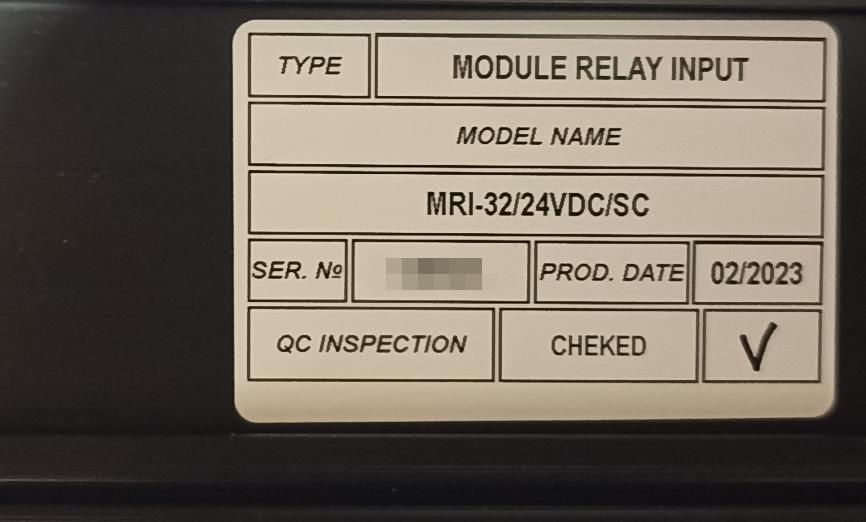 TYPE MODULE RELAY INPUT
MODEL NAME
MRI-32/24VDC/SC
SER. № PROD. DATE 02/2023
QC INSPECTION CHEKED V